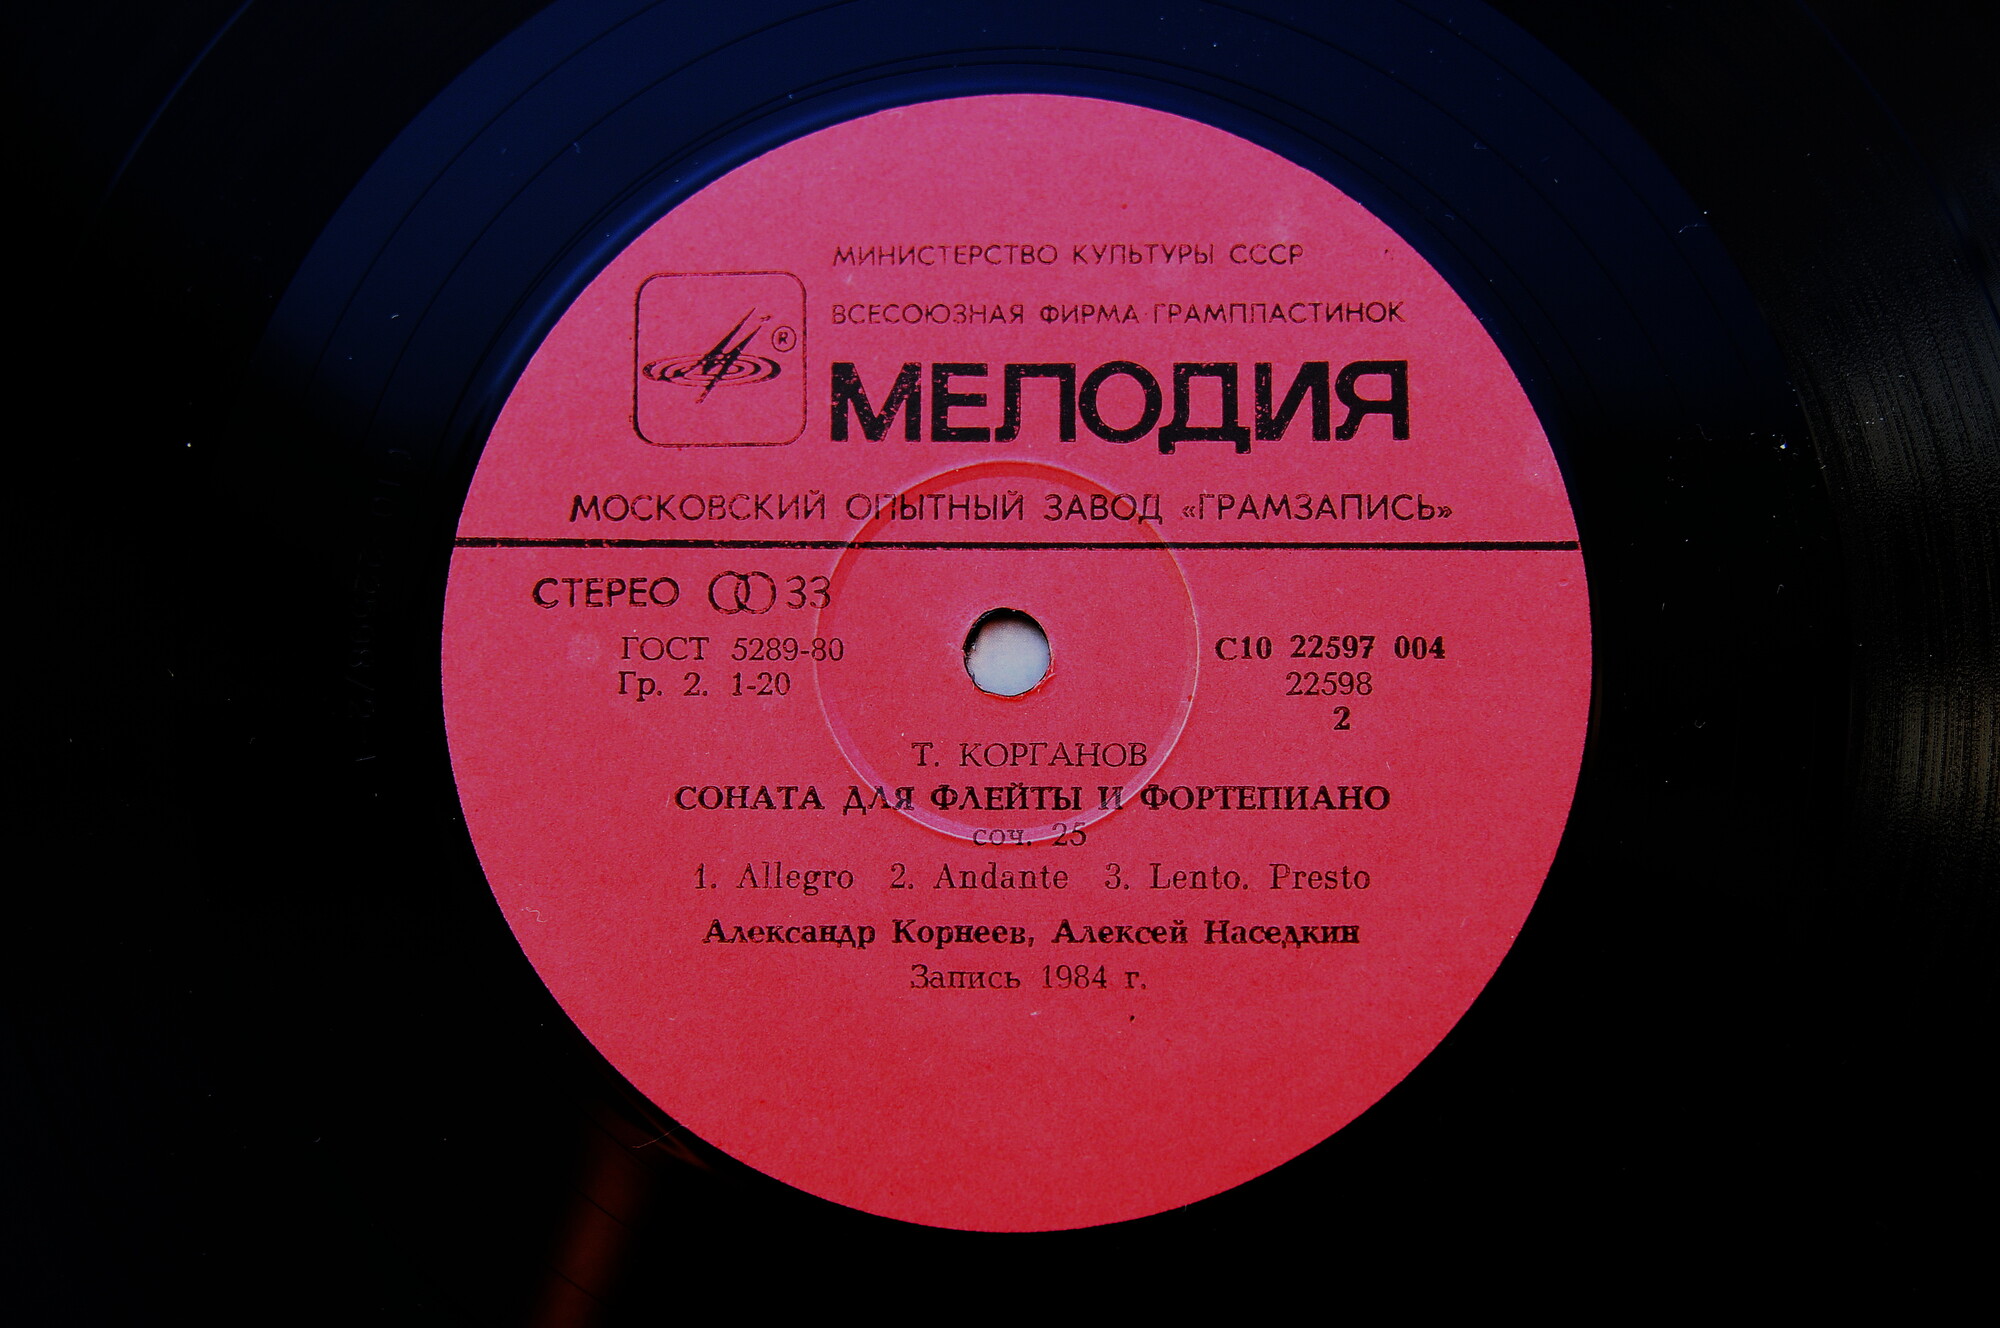 МИНИСТЕРСТВО КУЛЬТУРЫ СССР
ВСЕСОЮЗНАЯ ФИРМА ГРАМПЛАСТИНОК
®
МЕЛОДИЯ
МОСКОВСКИЙ ОПЫТНЫЙ ЗАВОД «ГРАМЗАПИСЬ»
СТЕРЕО 33
ГОСТ 5289-80
Гр. 2. 1-20
С10 22597 004
22598
2
Т. КОРГАНОВ
СОНАТА ДЛЯ ФЛЕЙТЫ И ФОРТЕПИАНО
соч. 25
1. Allegro 2. Andante 3. Lento. Presto
Александр Корнеев, Алексей Наседкин
Запись 1984 г.